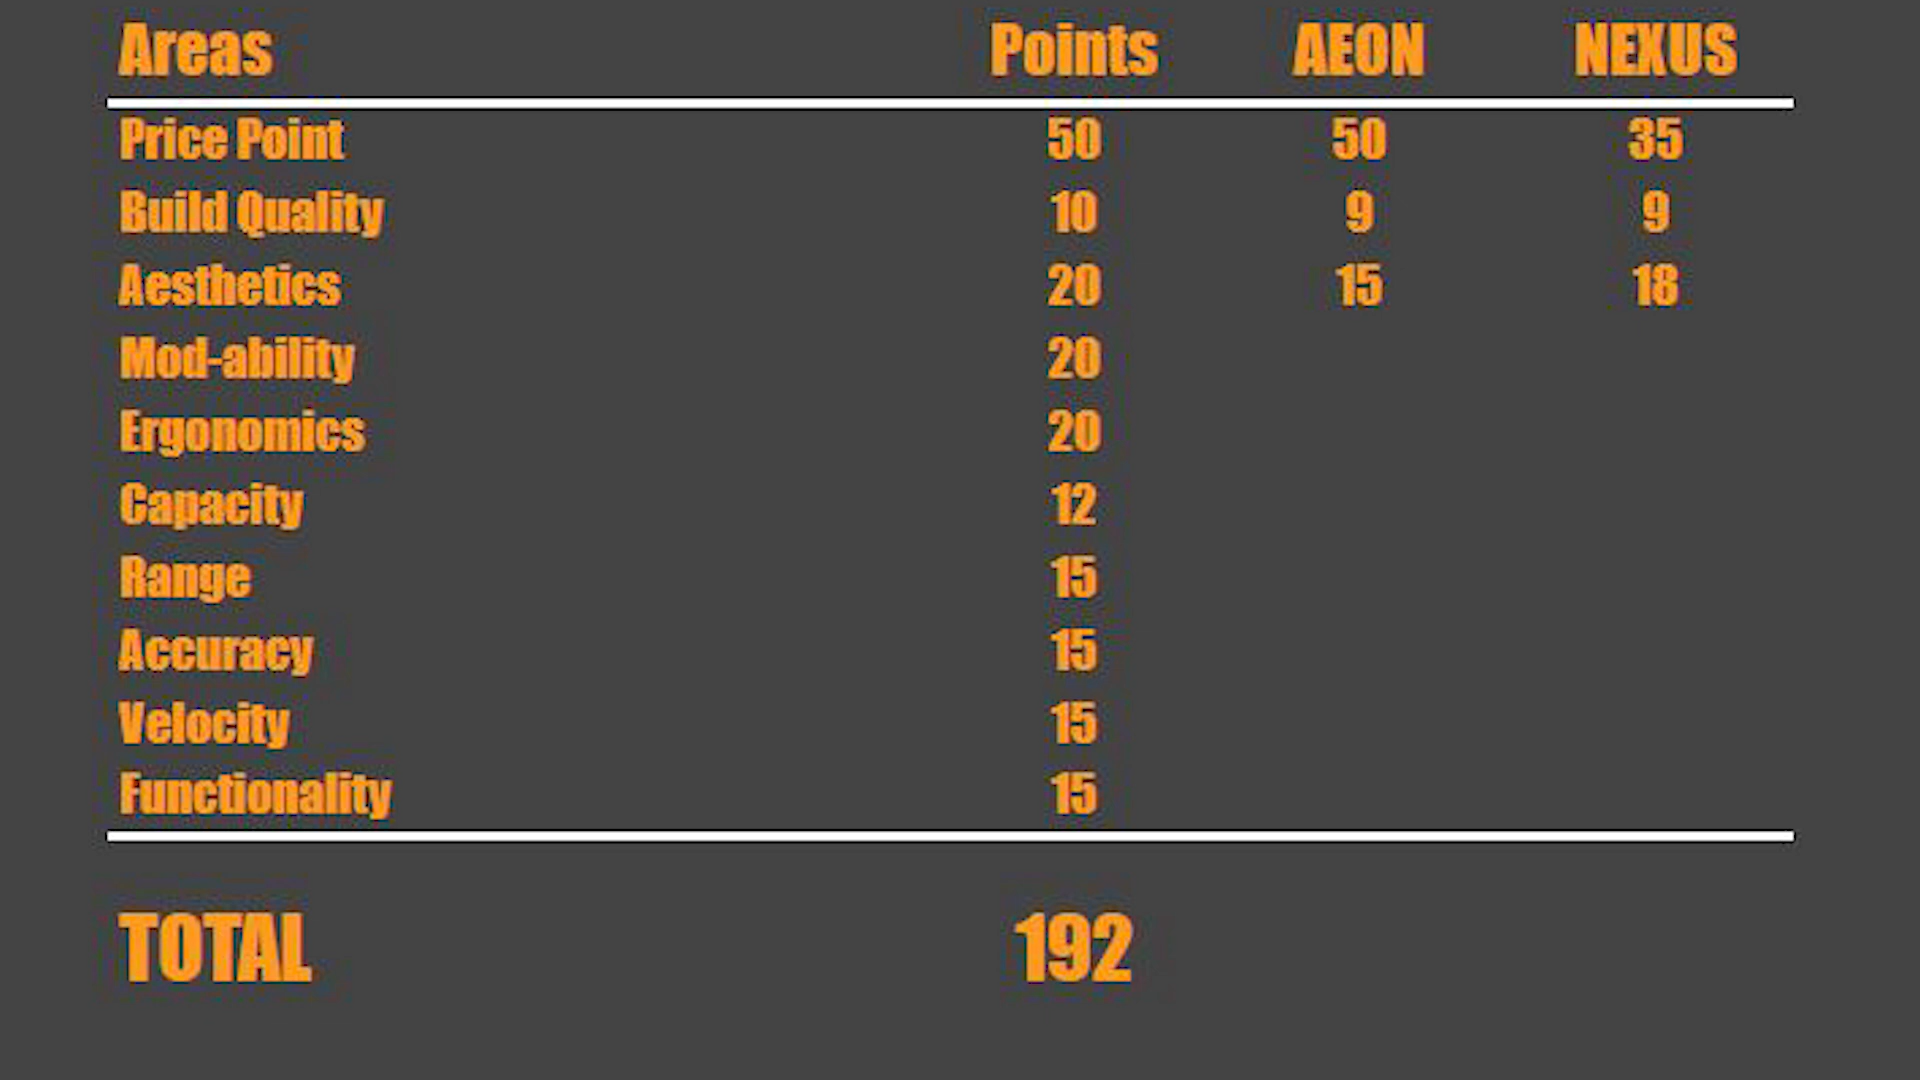 Areas Points AEON NEXUS
Price Point 50 50 35
Build Quality 10 9 9
Aesthetics 20 15 18
Mod-ability 20
Ergonomics 20
Capacity 12
Range 15
Accuracy 15
Velocity 15
Functionality 15
TOTAL 192